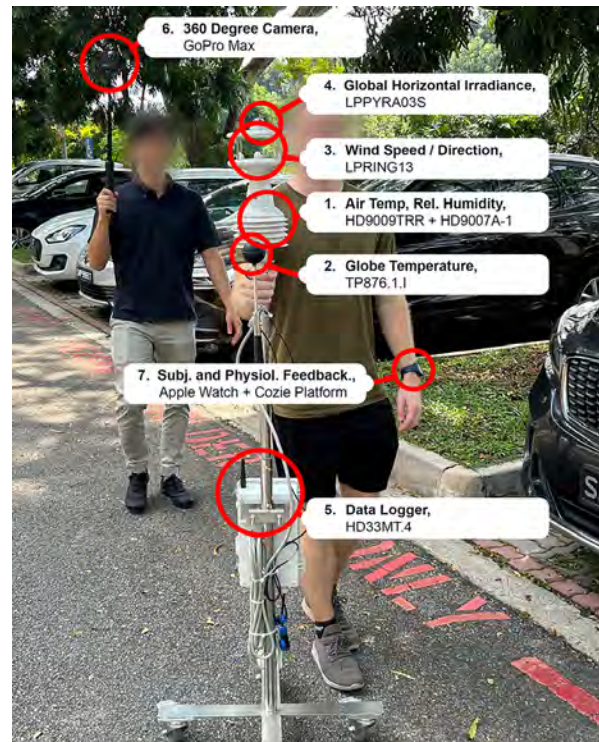 6. 360 Degree Camera,
GoPro Max
4. Global Horizontal Irradiance,
LPPYRA03S
3. Wind Speed / Direction,
LPRING13
1. Air Temp, Rel. Humidity,
HD9009TRR + HD9007A-1
2. Globe Temperature,
TP876.1.I
7. Subj. and Physiol. Feedback.,
Apple Watch + Cozie Platform
5. Data Logger,
HD33MT.4
ONLY
S